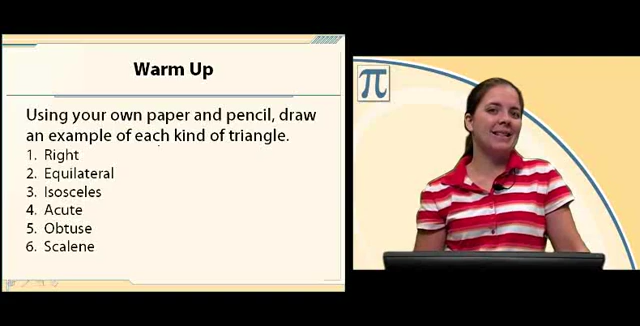 Warm Up
Using your own paper and pencil, draw
an example of each kind of triangle.
1. Right
2. Equilateral
3. Isosceles
4. Acute
5. Obtuse
6. Scalene
π